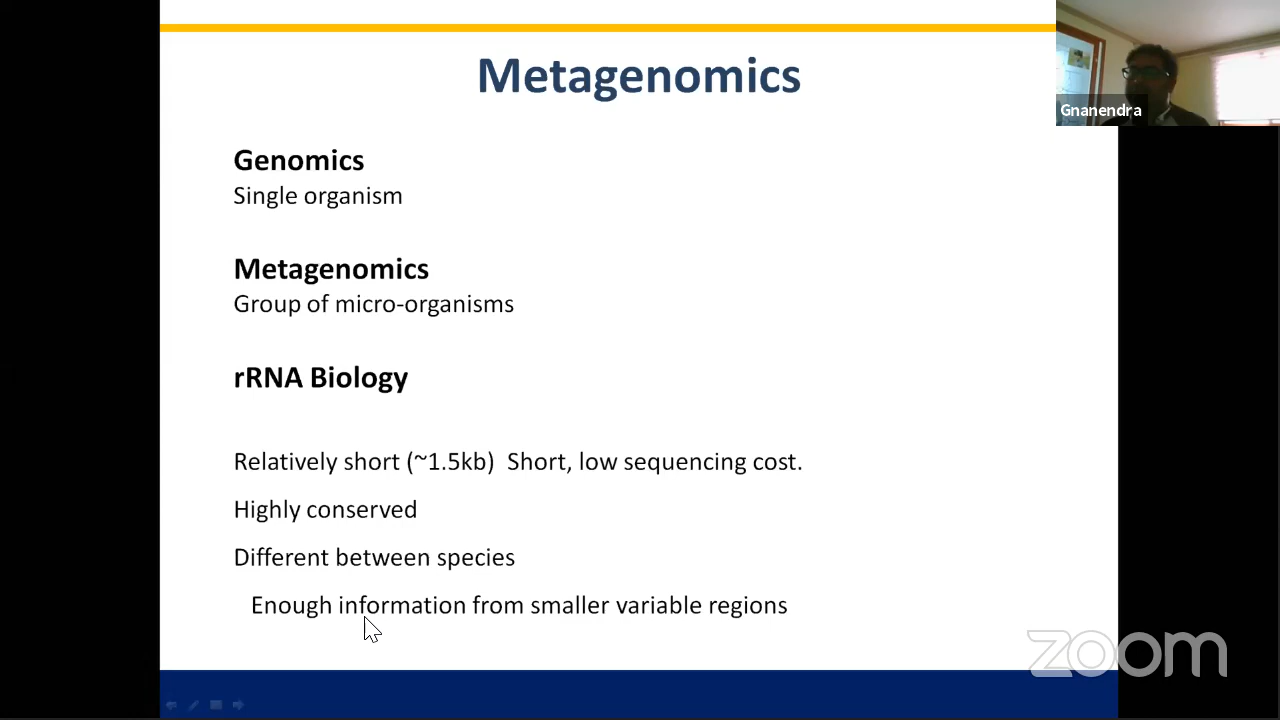 Metagenomics
Gnanendra
Genomics
Single organism
Metagenomics
Group of micro-organisms
rRNA Biology
Relatively short (~1.5kb)  Short, low sequencing cost.
Highly conserved
Different between species
Enough information from smaller variable regions
zoom